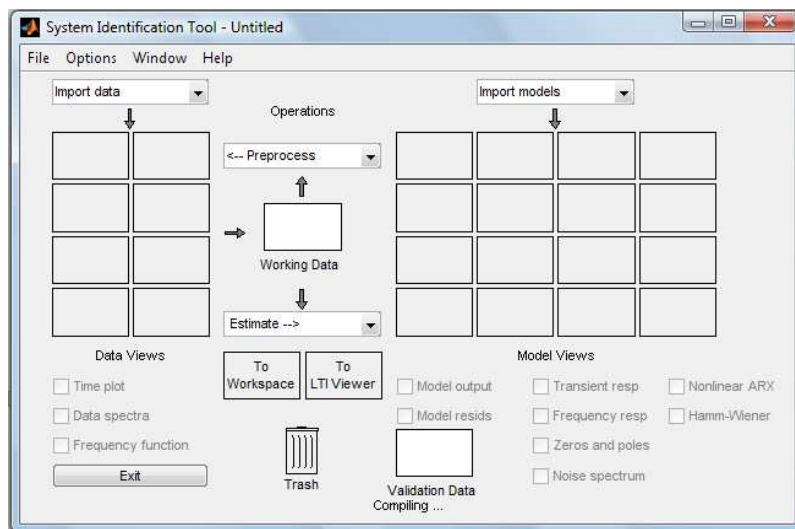 System Identification Tool - Untitled
File Options Window Help
Import data
Import models
Operations
<-- Preprocess
Working Data
Estimate -->
Data Views
To Workspace
To LTI Viewer
Model Views
Time plot
Data spectra
Frequency function
Exit
Trash
Model output
Model resids
Transient resp
Frequency resp
Zeros and poles
Noise spectrum
Nonlinear ARX
Hamm-Wiener
Validation Data
Compiling ...